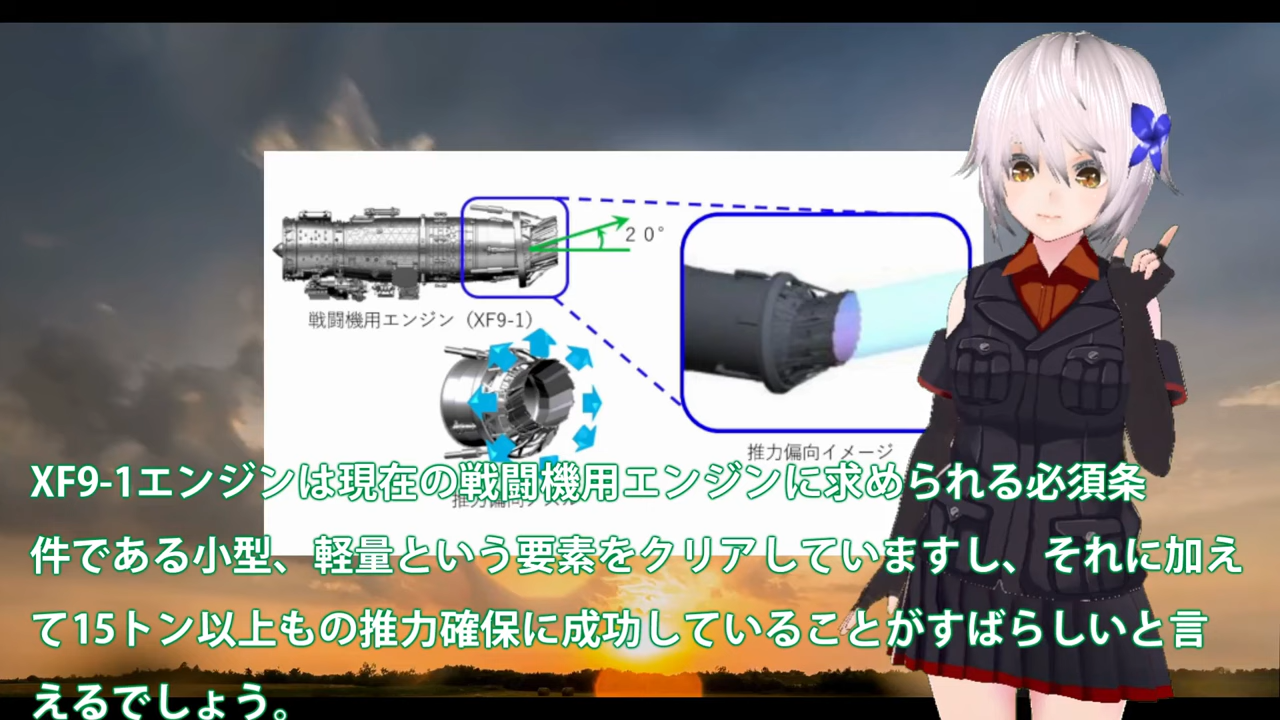 20°
戦闘機用エンジン（XF9-1）
推力偏向イメージ
XF9-1エンジンは現在の戦闘機用エンジンに求められる必須条
件である小型、軽量という要素をクリアしていますし、それに加え
て15トン以上もの推力確保に成功していることがすばらしいと言
えるでしょう。